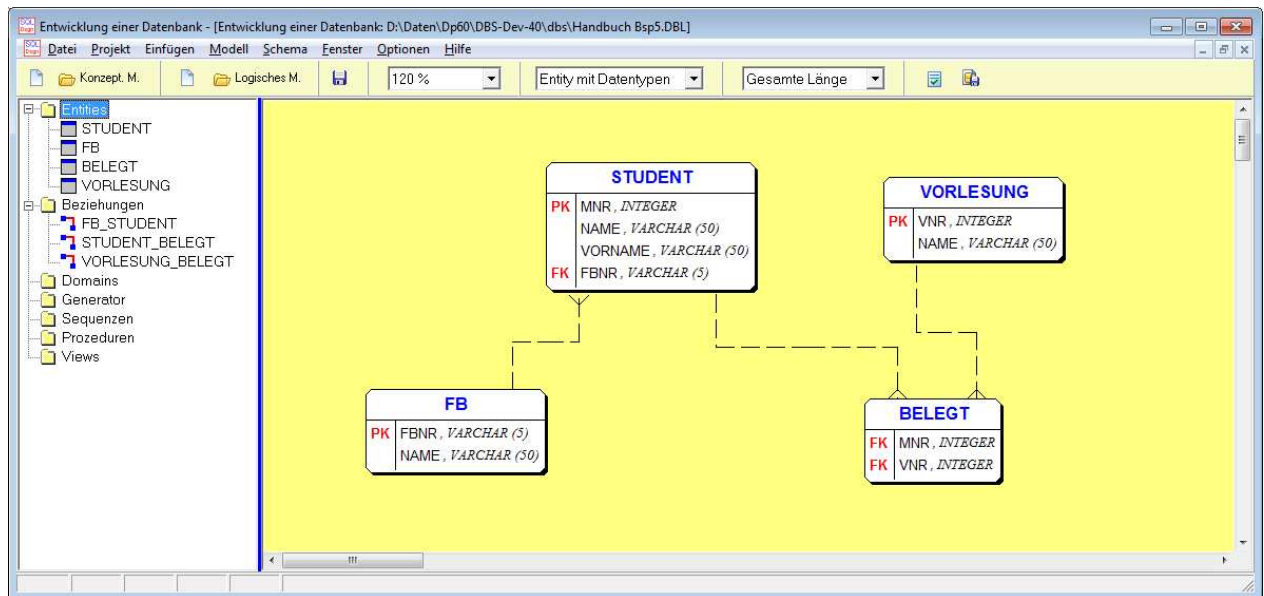 Entwicklung einer Datenbank - [Entwicklung einer Datenbank: D:\Daten\Dp60\DBS-Dev-40\dbs\Handbuch Bsp5.DBL]
Datei Projekt Einfügen Modell Schema Fenster Optionen Hilfe
Konzept. M. Logisches M. 120 % Entity mit Datentypen Gesamte Länge
Entities
STUDENT
FB
BELEGT
VORLESUNG
Beziehungen
FB_STUDENT
STUDENT_BELEGT
VORLESUNG_BELEGT
Domains
Generator
Sequenzen
Prozeduren
Views
STUDENT
PK MNR, INTEGER
NAME, VARCHAR (50)
VORNAME, VARCHAR (50)
FK FBNR, VARCHAR (5)
VORLESUNG
PK VNR, INTEGER
NAME, VARCHAR (50)
FB
PK FBNR, VARCHAR (5)
NAME, VARCHAR (50)
BELEGT
FK MNR, INTEGER
FK VNR, INTEGER